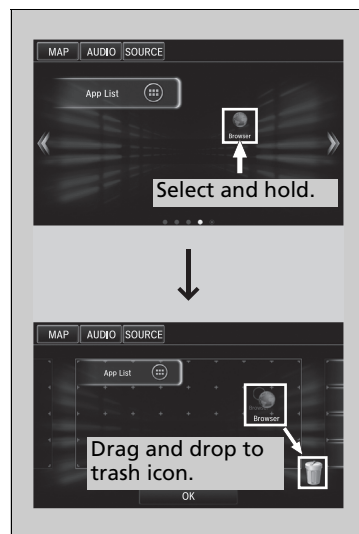 MAP AUDIO SOURCE
App List
Browser
Select and hold.
MAP AUDIO SOURCE
App List
Browser
Drag and drop to
trash icon.
OK